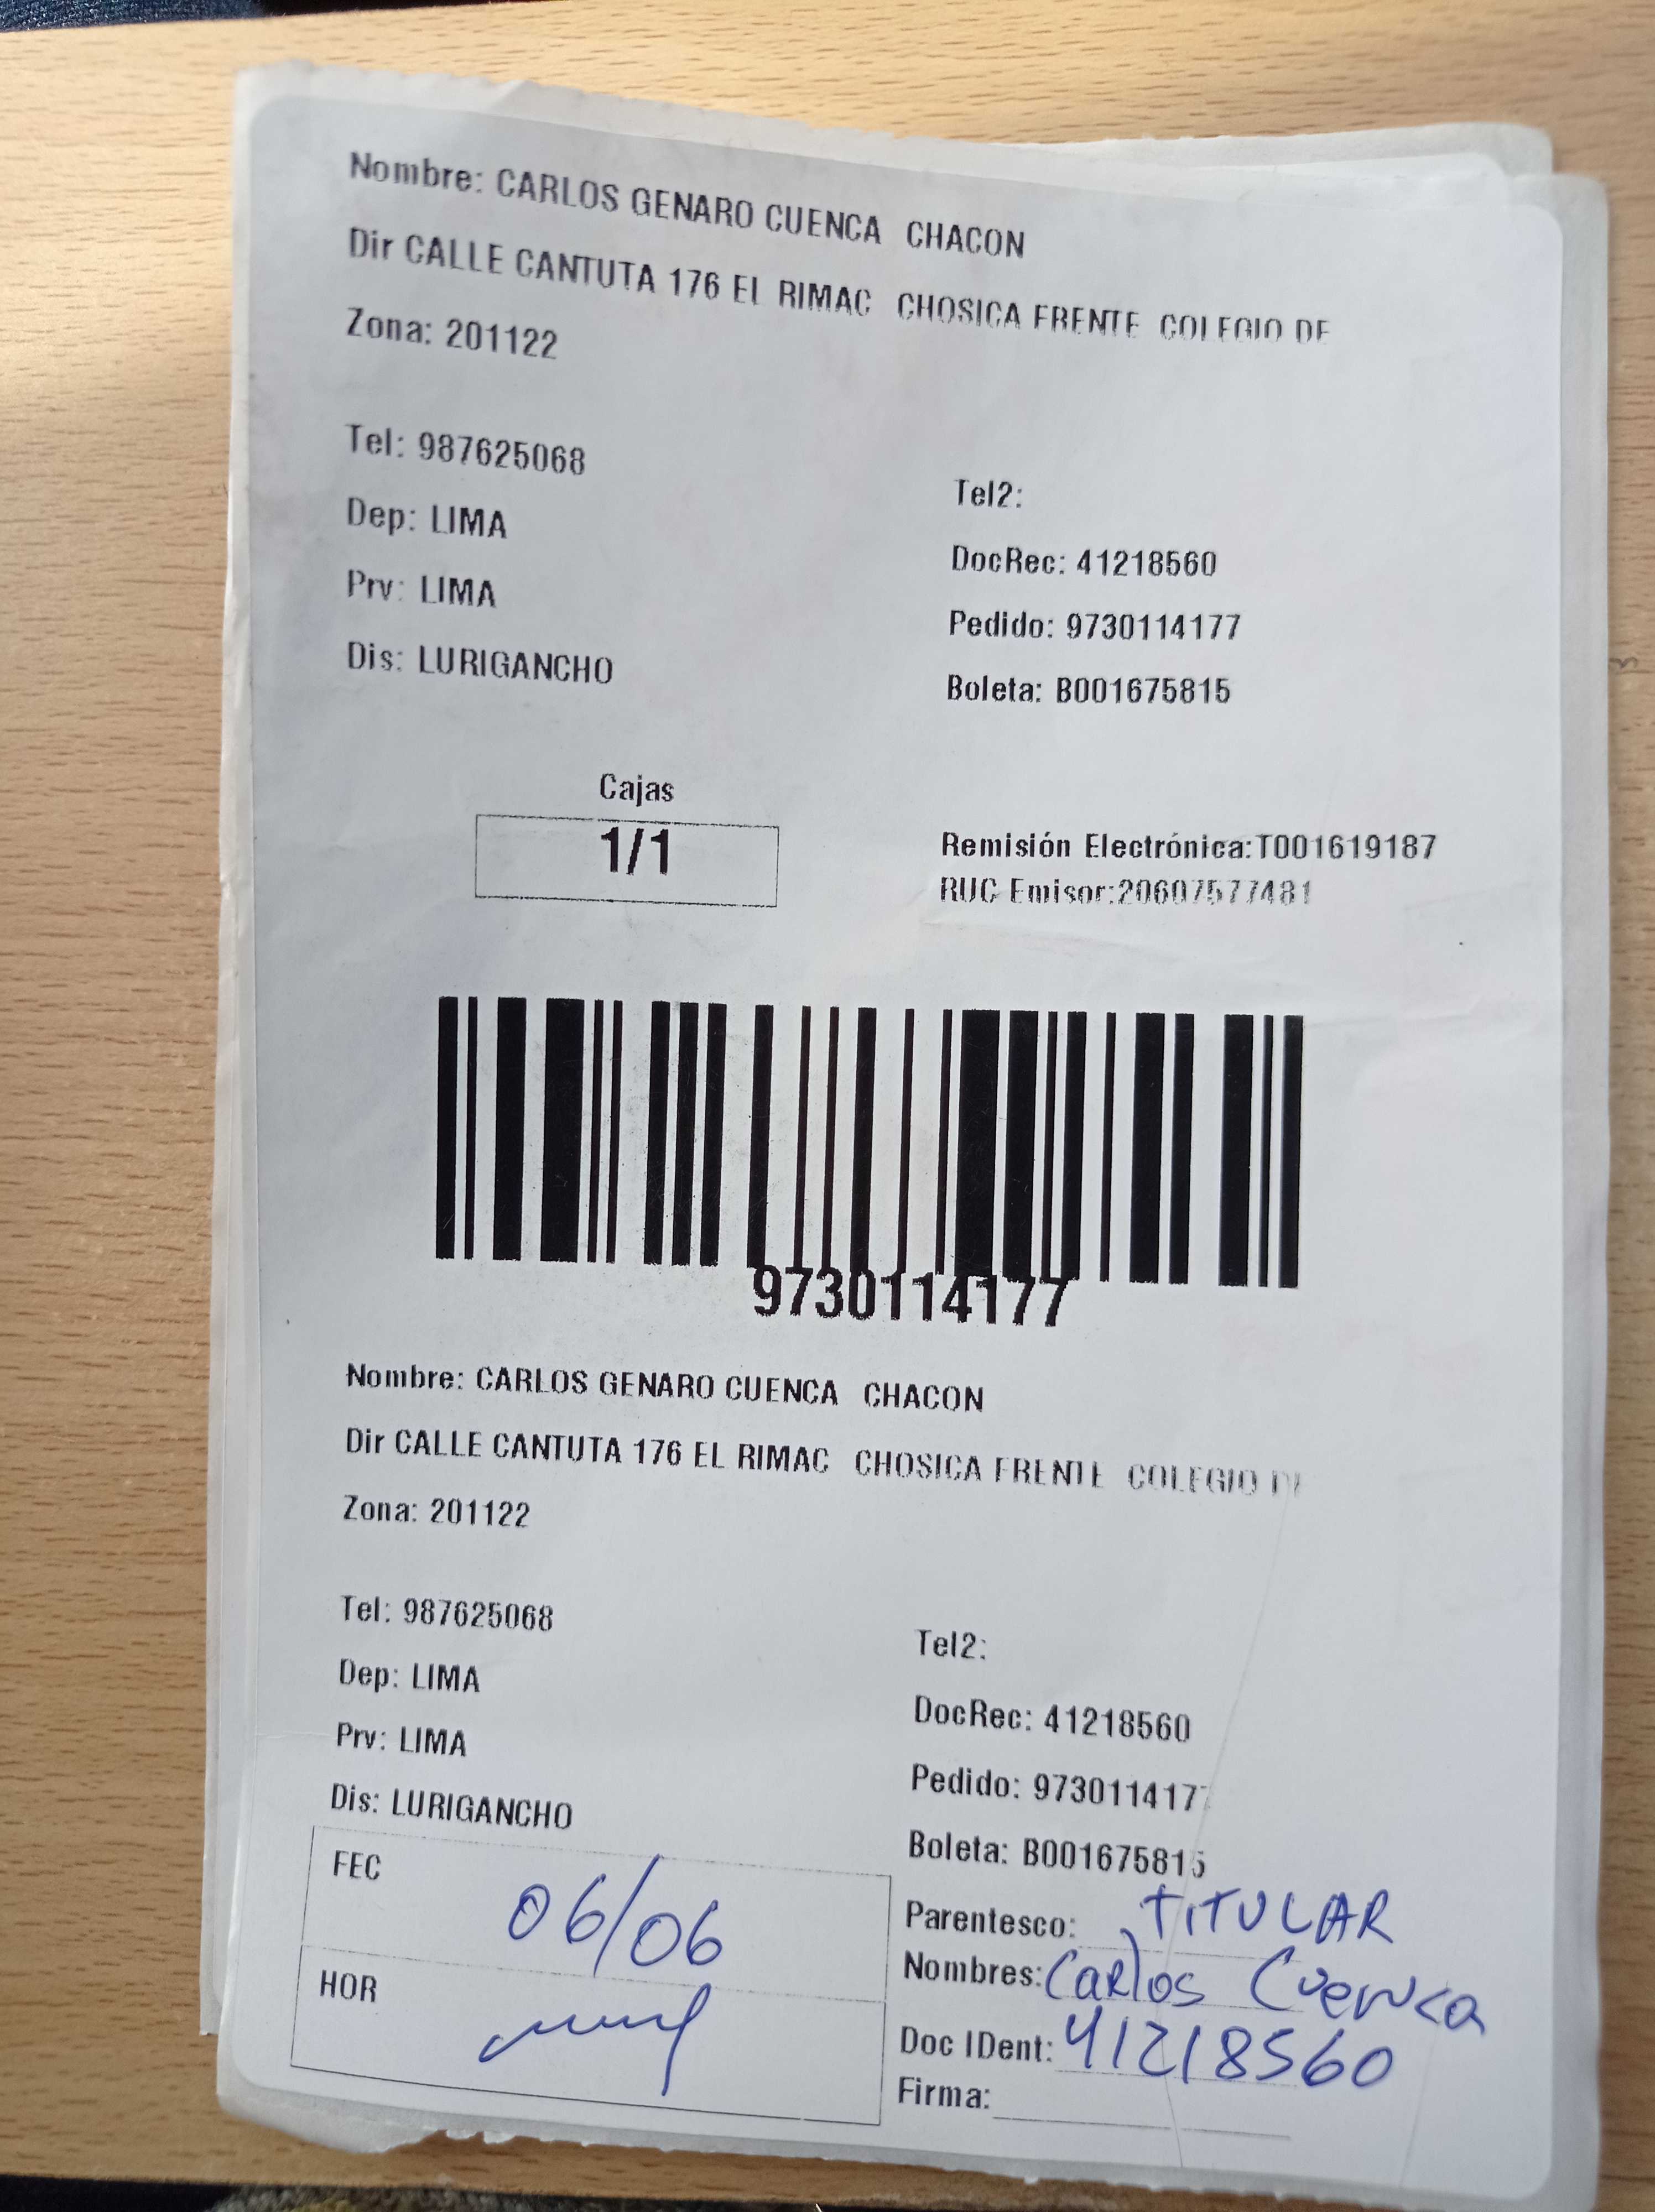 Nombre: CARLOS GENARO CUENCA CHACON
Dir CALLE CANTUTA 176 EL RIMAC CHOSICA FRENTE COLEGIO DE
Zona: 201122
Tel: 987625068
Tel2:
Dep: LIMA
DocRec: 41218560
Prv: LIMA
Pedido: 9730114177
Dis: LURIGANCHO
Boleta: B001675815
Cajas
1/1
Remisión Electrónica:T001619187
RUC Emisor:20607577481
9730114177
Nombre: CARLOS GENARO CUENCA CHACON
Dir CALLE CANTUTA 176 EL RIMAC CHOSICA FRENTE COLEGIO DE
Zona: 201122
Tel: 987625068
Tel2:
Dep: LIMA
DocRec: 41218560
Prv: LIMA
Pedido: 9730114177
Dis: LURIGANCHO
Boleta: B001675815
FEC 06/06
HOR
Parentesco: TITULAR
Nombres: Carlos Cuenca
Doc IDent: 41218560
Firma: